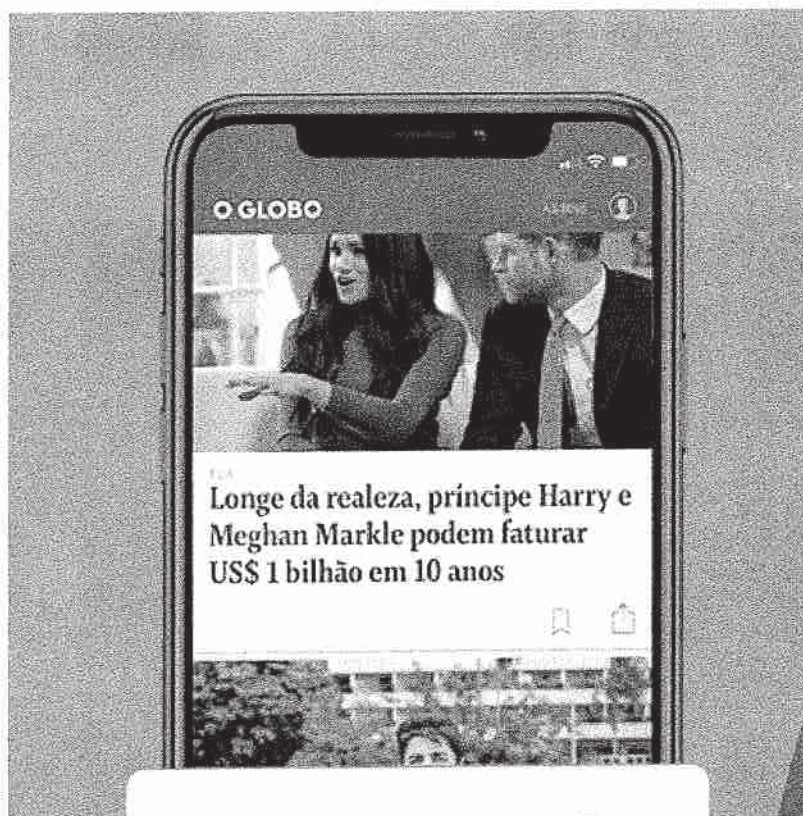 O GLOBO
Longe da realeza, príncipe Harry e
Meghan Markle podem faturar
US$ 1 bilhão em 10 anos